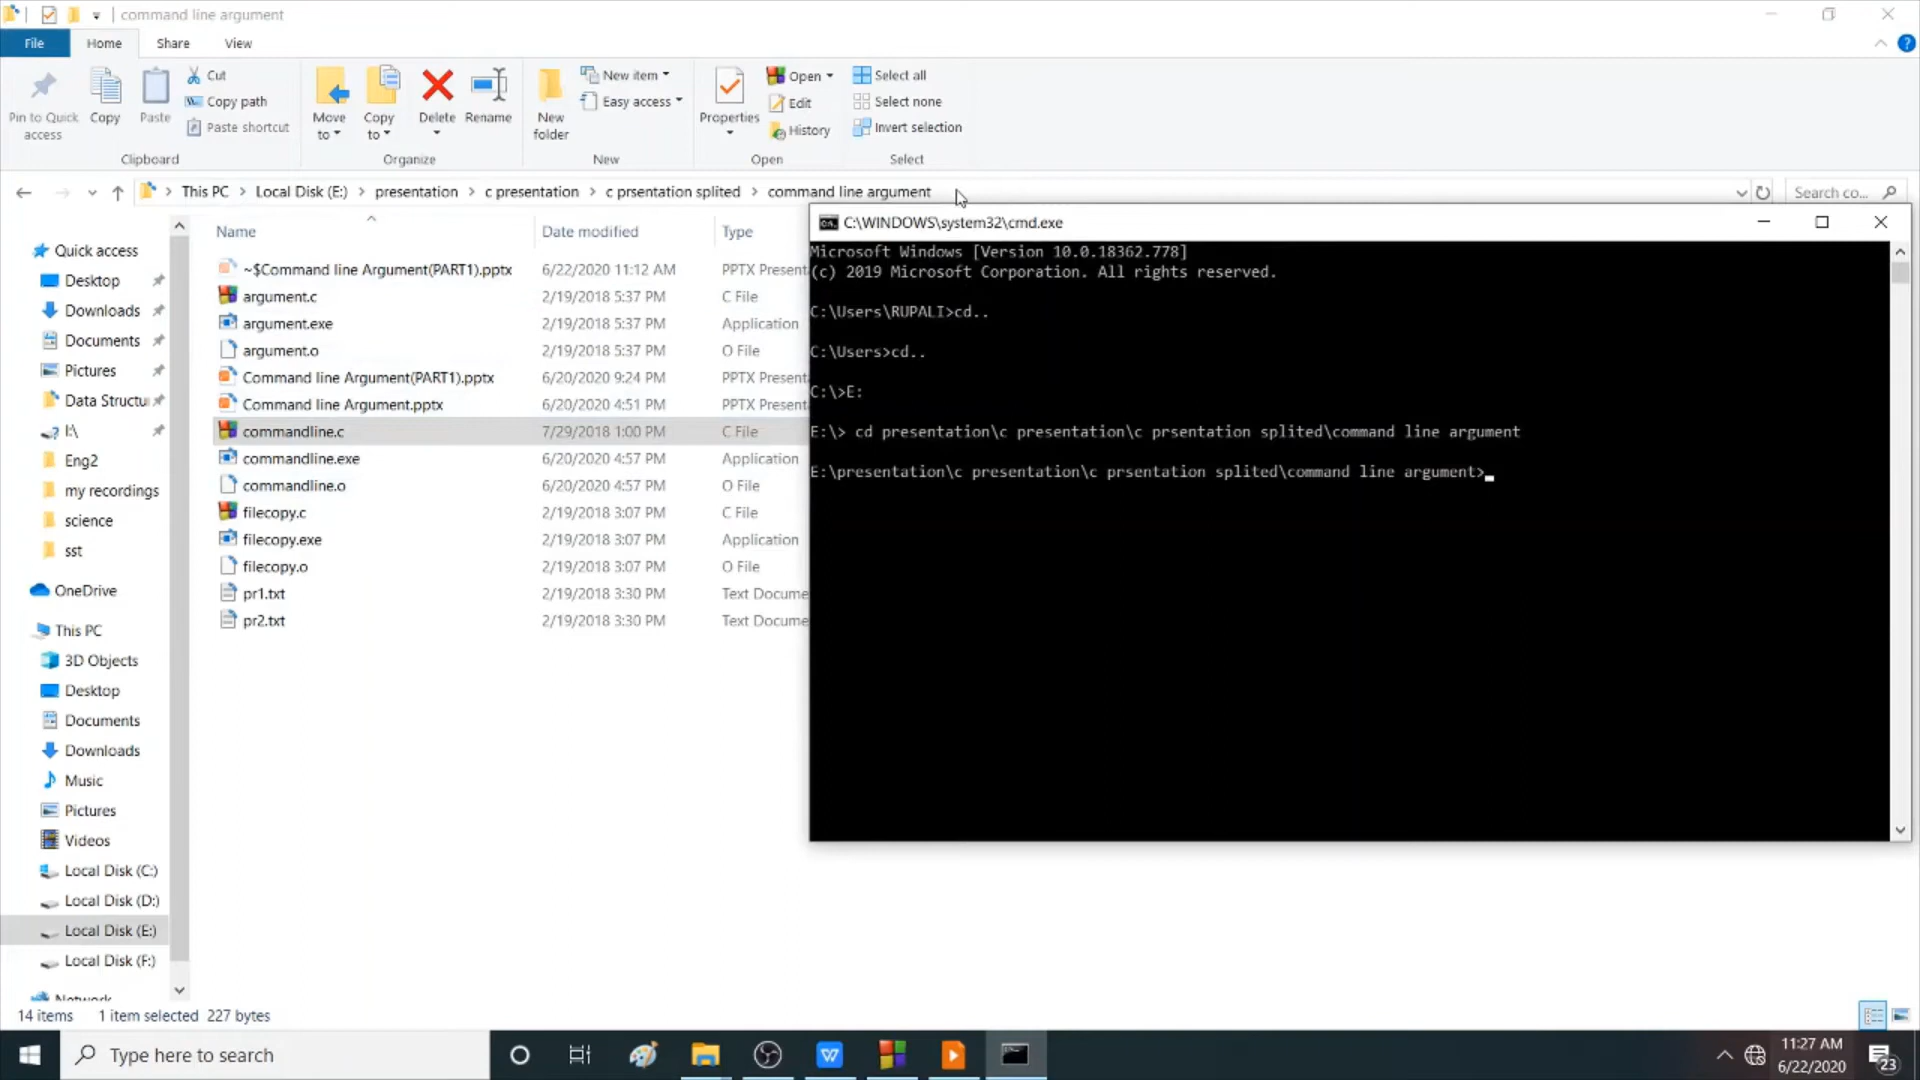 command line argument
File Home Share View
Pin to Quick access
Copy
Paste
Cut
Copy path
Paste shortcut
Clipboard
Move to
Copy to
Delete
Rename
Organize
New folder
New item
Easy access
New
Properties
Open
Edit
History
Open
Select all
Select none
Invert selection
Select
This PC > Local Disk (E:) > presentation > c presentation > c prsentation splited > command line argument
Search co...
Quick access
Desktop
Downloads
Documents
Pictures
Data Structu
I:\
Eng2
my recordings
science
sst
OneDrive
This PC
3D Objects
Desktop
Documents
Downloads
Music
Pictures
Videos
Local Disk (C:)
Local Disk (D:)
Local Disk (E:)
Local Disk (F:)
Network
Name Date modified Type
~$Command line Argument(PART1).pptx 6/22/2020 11:12 AM PPTX Present
argument.c 2/19/2018 5:37 PM C File
argument.exe 2/19/2018 5:37 PM Application
argument.o 2/19/2018 5:37 PM O File
Command line Argument(PART1).pptx 6/20/2020 9:24 PM PPTX Present
Command line Argument.pptx 6/20/2020 4:51 PM PPTX Present
commandline.c 7/29/2018 1:00 PM C File
commandline.exe 6/20/2020 4:57 PM Application
commandline.o 6/20/2020 4:57 PM O File
filecopy.c 2/19/2018 3:07 PM C File
filecopy.exe 2/19/2018 3:07 PM Application
filecopy.o 2/19/2018 3:07 PM O File
pr1.txt 2/19/2018 3:30 PM Text Docume
pr2.txt 2/19/2018 3:30 PM Text Docume
C:\WINDOWS\system32\cmd.exe
Microsoft Windows [Version 10.0.18362.778]
(c) 2019 Microsoft Corporation. All rights reserved.
C:\Users\RUPALI>cd..
C:\Users>cd..
C:\>E:
E:\> cd presentation\c presentation\c prsentation splited\command line argument
E:\presentation\c presentation\c prsentation splited\command line argument>
14 items 1 item selected 227 bytes
Type here to search
11:27 AM
6/22/2020
23